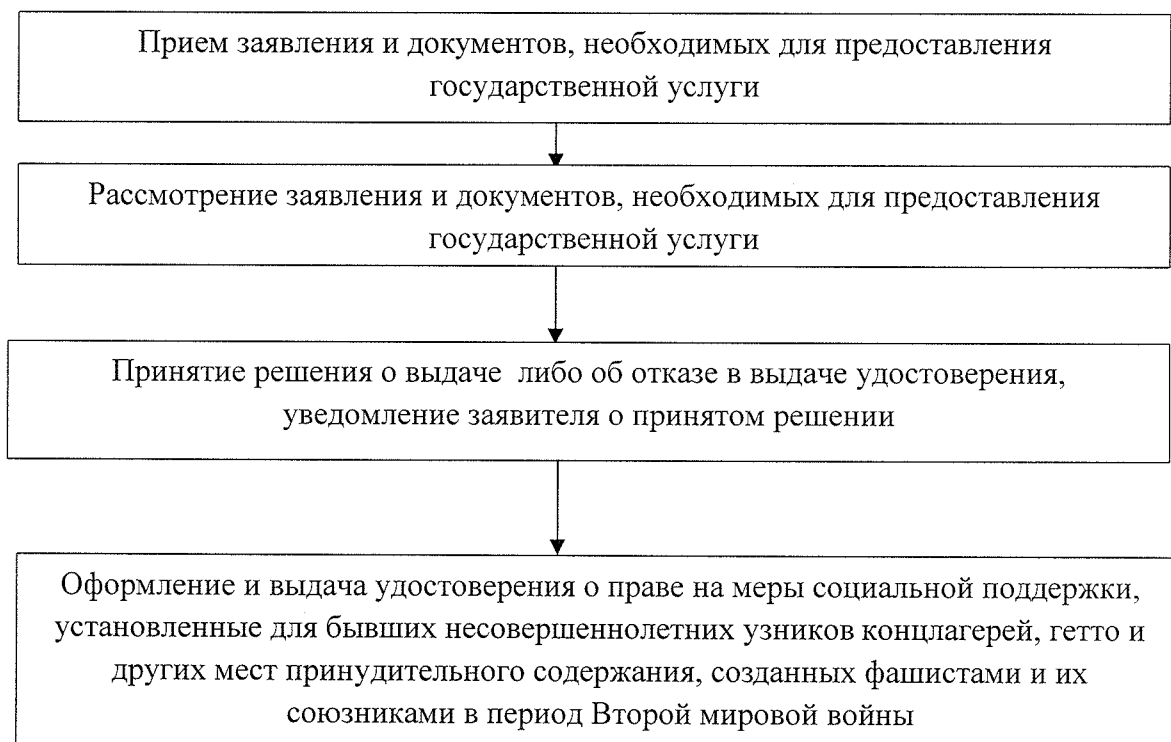 Прием заявления и документов, необходимых для предоставления
государственной услуги
Рассмотрение заявления и документов, необходимых для предоставления
государственной услуги
Принятие решения о выдаче либо об отказе в выдаче удостоверения,
уведомление заявителя о принятом решении
Оформление и выдача удостоверения о праве на меры социальной поддержки,
установленные для бывших несовершеннолетних узников концлагерей, гетто и
других мест принудительного содержания, созданных фашистами и их
союзниками в период Второй мировой войны